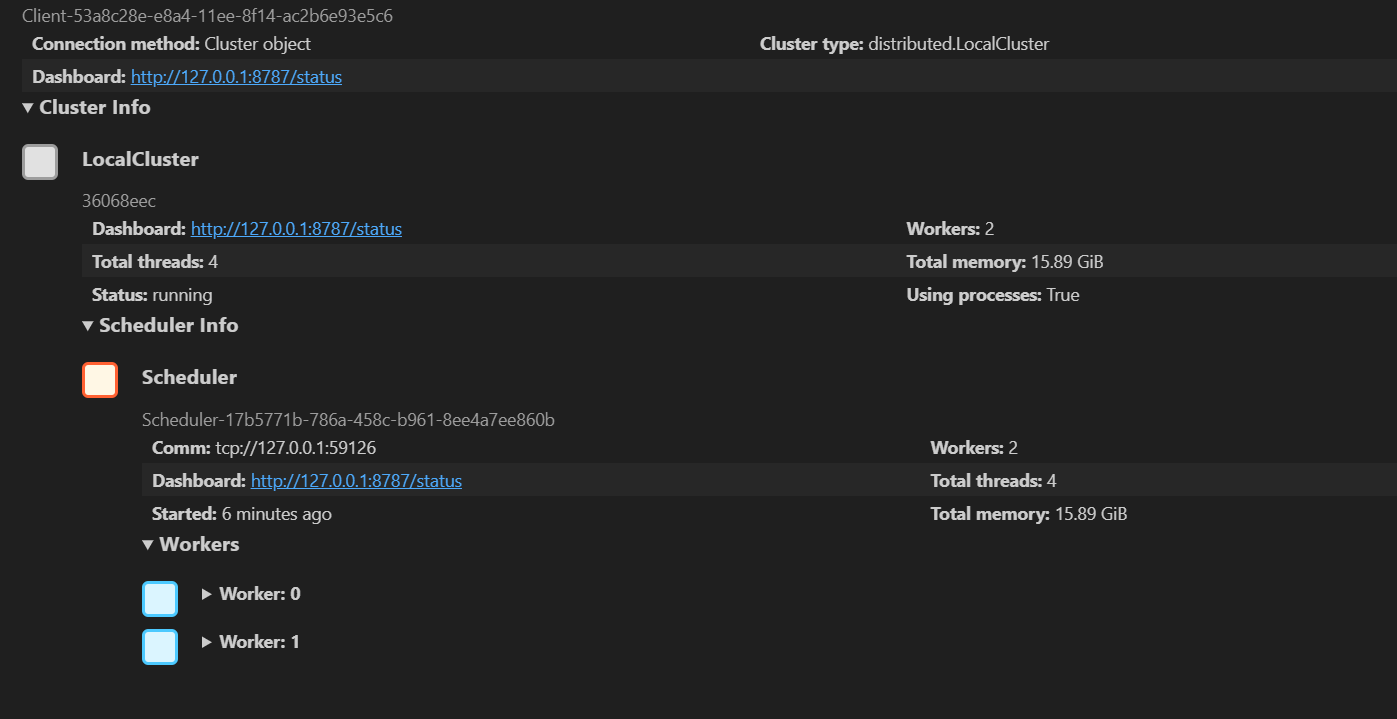 Client-53a8c28e-e8a4-11ee-8f14-ac2b6e93e5c6
Connection method: Cluster object Cluster type: distributed.LocalCluster
Dashboard: http://127.0.0.1:8787/status
Cluster Info
LocalCluster
36068eec
Dashboard: http://127.0.0.1:8787/status Workers: 2
Total threads: 4 Total memory: 15.89 GiB
Status: running Using processes: True
Scheduler Info
Scheduler
Scheduler-17b5771b-786a-458c-b961-8ee4a7ee860b
Comm: tcp://127.0.0.1:59126 Workers: 2
Dashboard: http://127.0.0.1:8787/status Total threads: 4
Started: 6 minutes ago Total memory: 15.89 GiB
Workers
Worker: 0
Worker: 1